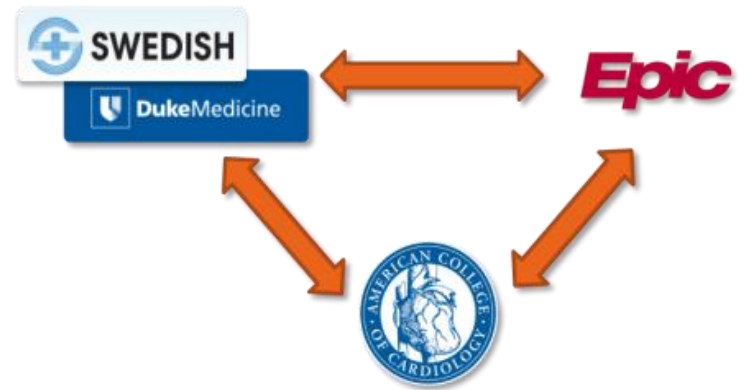 SWEDISH
DukeMedicine
Epic
AMERICAN COLLEGE
OF CARDIOLOGY